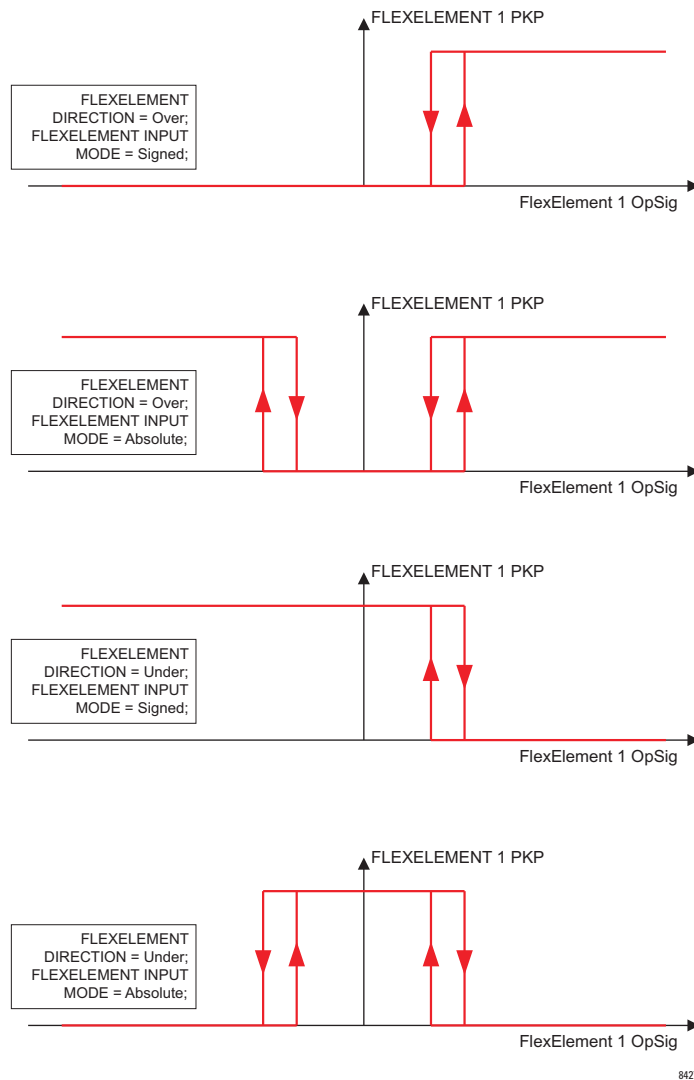 FLEXELEMENT 1 PKP
FLEXELEMENT
DIRECTION = Over;
FLEXELEMENT INPUT
MODE = Signed;
FlexElement 1 OpSig
FLEXELEMENT 1 PKP
FLEXELEMENT
DIRECTION = Over;
FLEXELEMENT INPUT
MODE = Absolute;
FlexElement 1 OpSig
FLEXELEMENT 1 PKP
FLEXELEMENT
DIRECTION = Under;
FLEXELEMENT INPUT
MODE = Signed;
FlexElement 1 OpSig
FLEXELEMENT 1 PKP
FLEXELEMENT
DIRECTION = Under;
FLEXELEMENT INPUT
MODE = Absolute;
FlexElement 1 OpSig
842